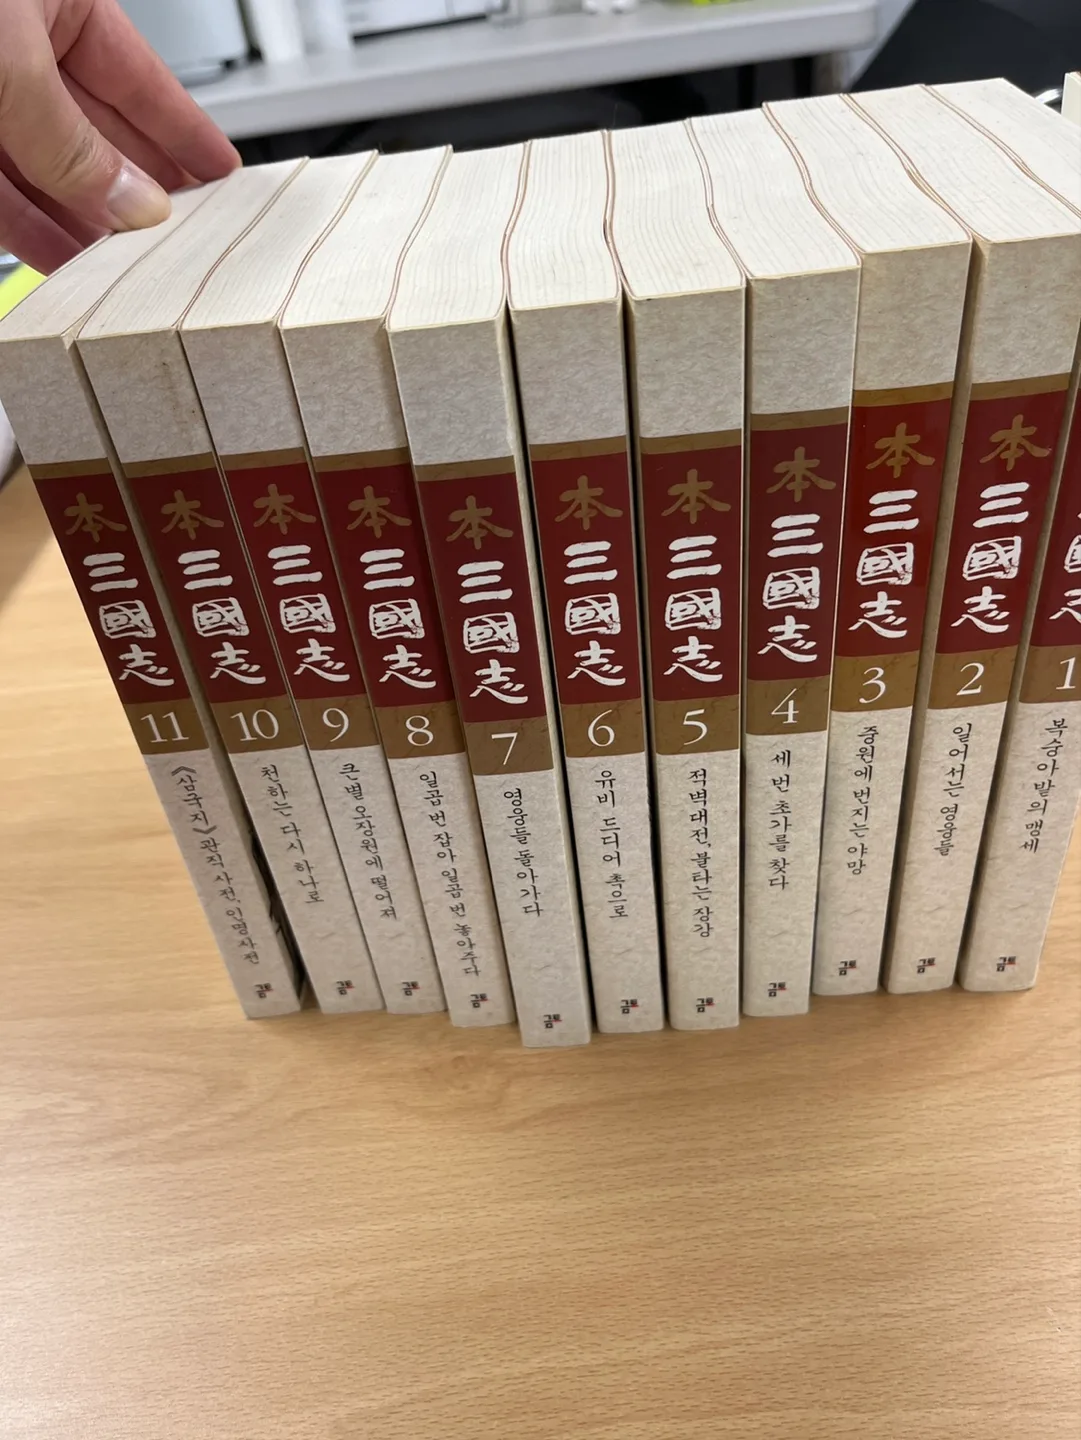 本三國志
11
《삼국지》 관직 사전, 인명사전
금토
本三國志
10
천하는 다시 하나로
금토
本三國志
9
큰 별 오장원에 떨어져
금토
本三國志
8
일곱 번 잡아 일곱 번 놓아주다
금토
本三國志
7
영웅들 돌아가다
금토
本三國志
6
유비 드디어 촉으로
금토
本三國志
5
적벽대전, 불타는 장강
금토
本三國志
4
세 번 초가를 찾다
금토
本三國志
3
중원에 번지는 야망
금토
本三國志
2
일어서는 영웅들
금토
1
복숭아밭의 맹세
금토